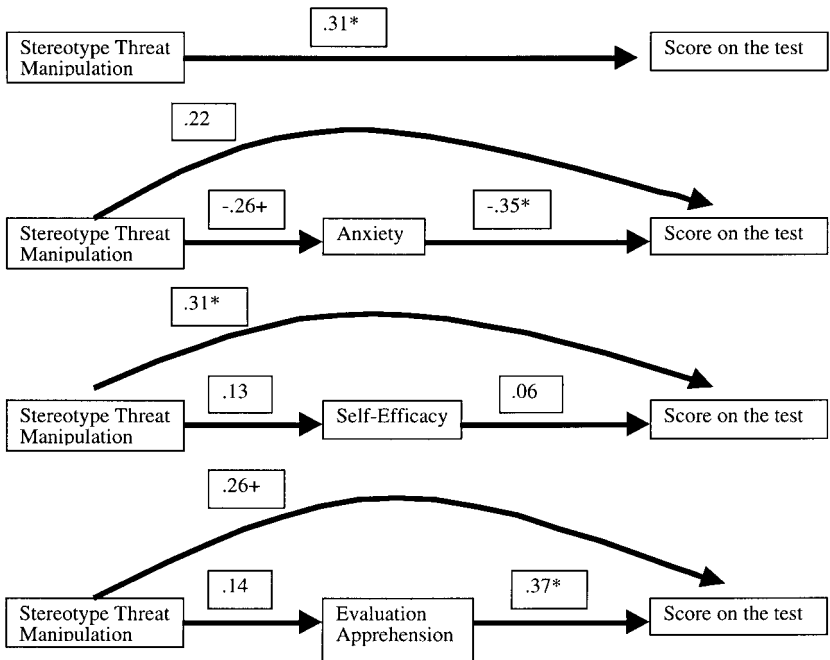 .31*
Stereotype Threat
Manipulation
Score on the test
.22
-.26+
-.35*
Stereotype Threat
Manipulation
Anxiety
Score on the test
.31*
.13
.06
Stereotype Threat
Manipulation
Self-Efficacy
Score on the test
.26+
.14
.37*
Stereotype Threat
Manipulation
Evaluation
Apprehension
Score on the test